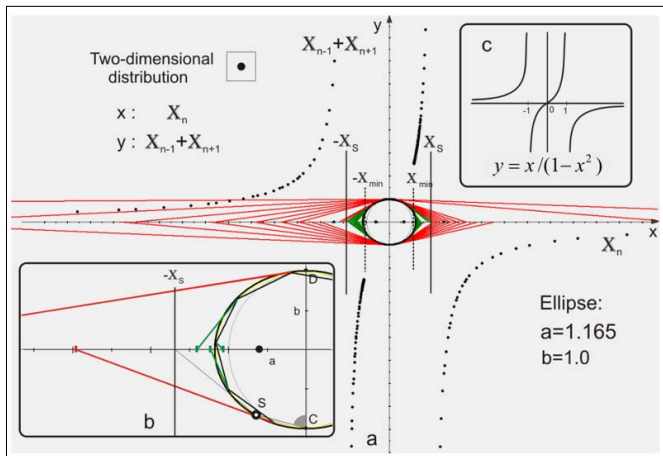 y
X_{n-1}+X_{n+1}
Two-dimensional
distribution
x : X_n
y : X_{n-1}+X_{n+1}
c
-1 0 1
y = x/(1-x^2)
-X_S X_S
-X_min X_min
x
X_n
Ellipse:
a=1.165
b=1.0
-X_S
D
b
a
S
C
b
a